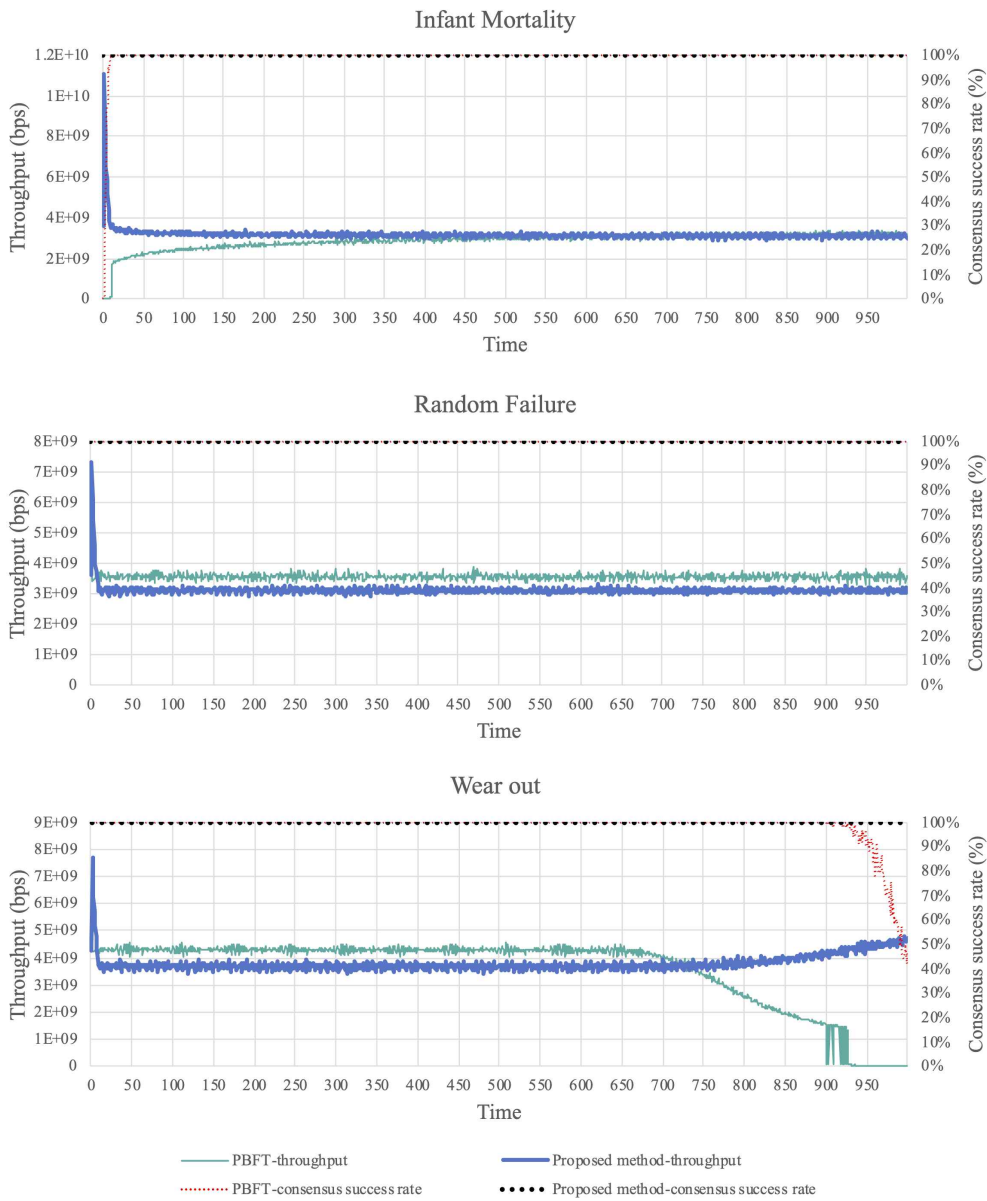 Infant Mortality
1.2E+10
1E+10
8E+09
6E+09
4E+09
2E+09
0
Throughput (bps)
100%
90%
80%
70%
60%
50%
40%
30%
20%
10%
0%
Consensus success rate (%)
0 50 100 150 200 250 300 350 400 450 500 550 600 650 700 750 800 850 900 950
Time
Random Failure
8E+09
7E+09
6E+09
5E+09
4E+09
3E+09
2E+09
1E+09
0
Throughput (bps)
100%
90%
80%
70%
60%
50%
40%
30%
20%
10%
0%
Consensus success rate (%)
0 50 100 150 200 250 300 350 400 450 500 550 600 650 700 750 800 850 900 950
Time
Wear out
9E+09
8E+09
7E+09
6E+09
5E+09
4E+09
3E+09
2E+09
1E+09
0
Throughput (bps)
100%
90%
80%
70%
60%
50%
40%
30%
20%
10%
0%
Consensus success rate (%)
0 50 100 150 200 250 300 350 400 450 500 550 600 650 700 750 800 850 900 950
Time
PBFT-throughput
Proposed method-throughput
PBFT-consensus success rate
Proposed method-consensus success rate